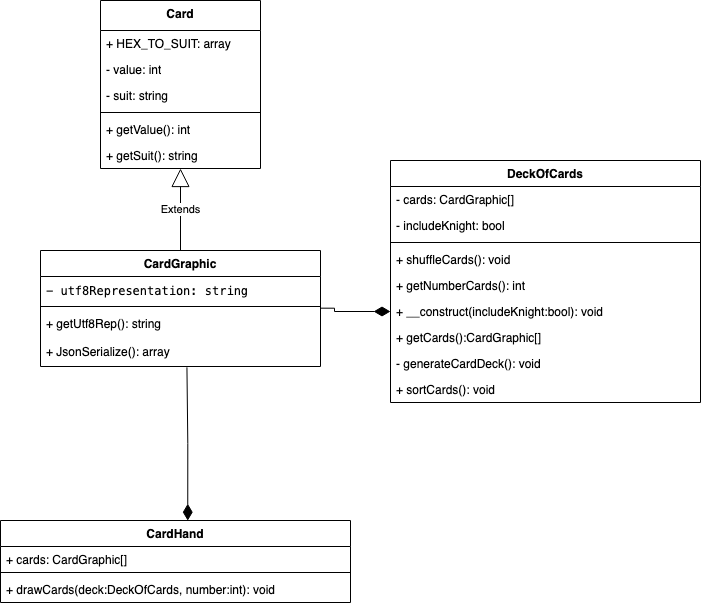 Card
+ HEX_TO_SUIT: array
- value: int
- suit: string
+ getValue(): int
+ getSuit(): string
Extends
CardGraphic
- utf8Representation: string
+ getUtf8Rep(): string
+ JsonSerialize(): array
DeckOfCards
- cards: CardGraphic[]
- includeKnight: bool
+ shuffleCards(): void
+ getNumberCards(): int
+ __construct(includeKnight:bool): void
+ getCards():CardGraphic[]
- generateCardDeck(): void
+ sortCards(): void
CardHand
+ cards: CardGraphic[]
+ drawCards(deck:DeckOfCards, number:int): void